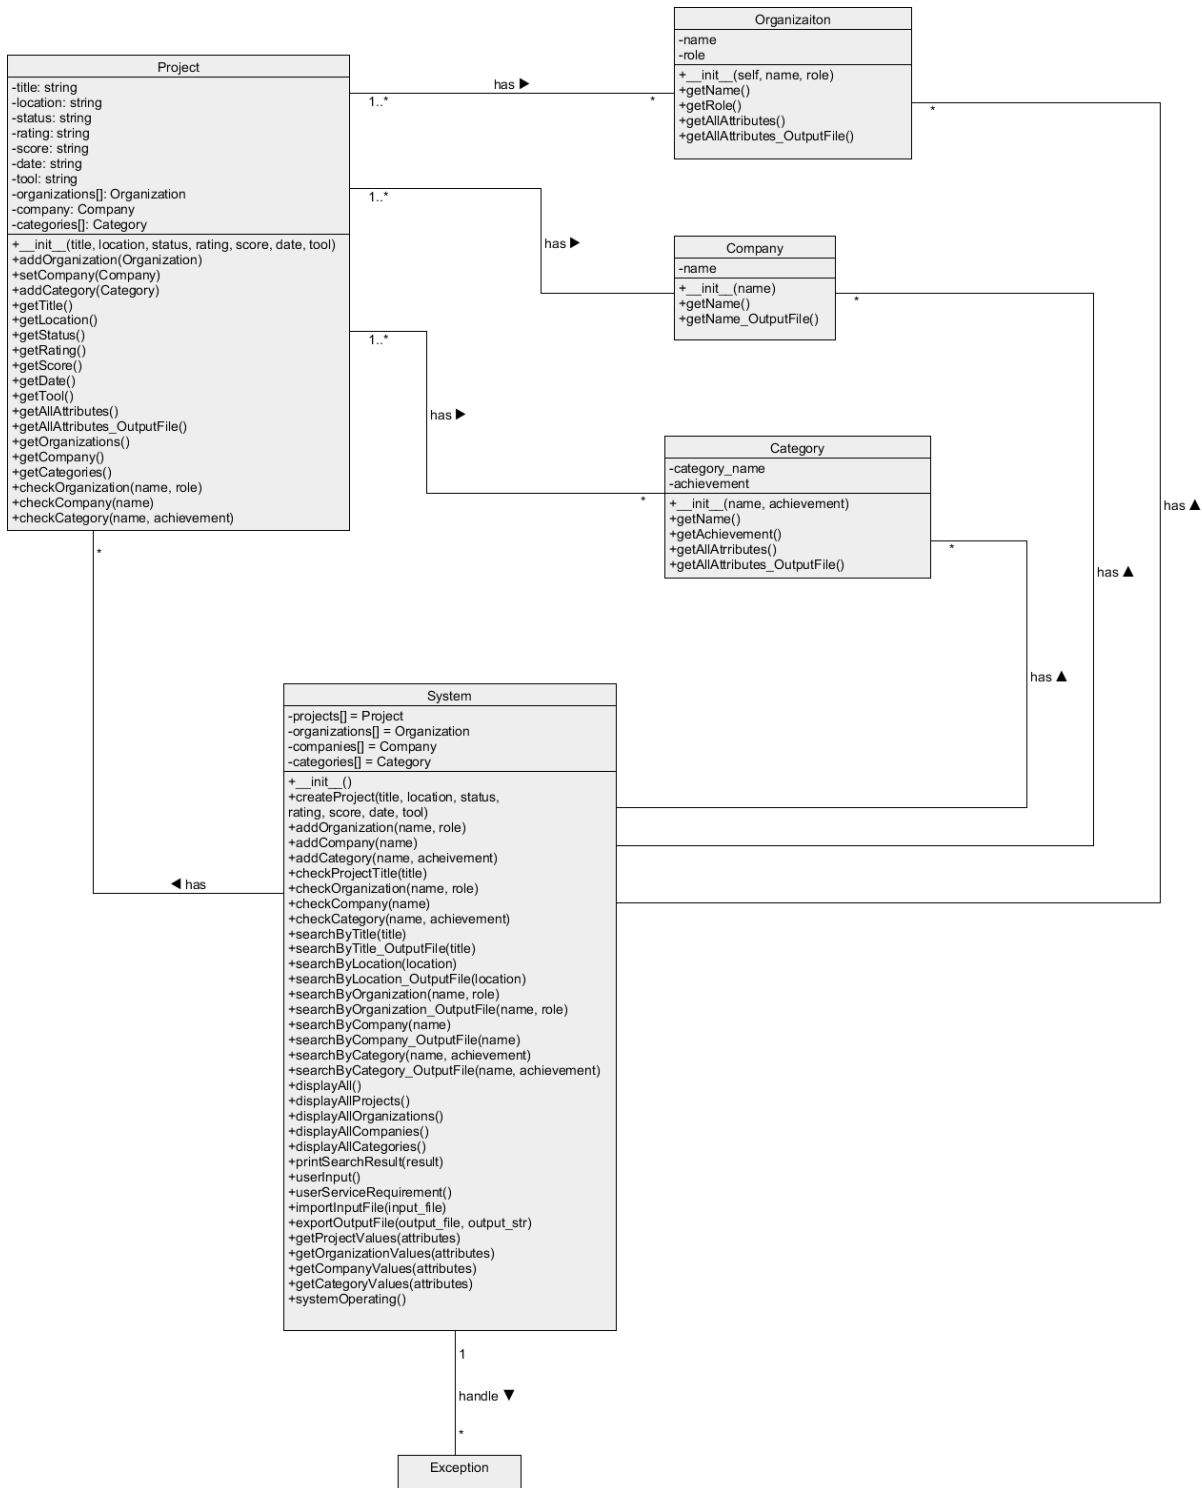 Organizaiton
-name
-role
+__init__(self, name, role)
+getName()
+getRole()
+getAllAttributes()
+getAllAttributes_OutputFile()
Project
-title: string
-location: string
-status: string
-rating: string
-score: string
-date: string
-tool: string
-organizations[]: Organization
-company: Company
-categories[]: Category
+__init__(title, location, status, rating, score, date, tool)
+addOrganization(Organization)
+setCompany(Company)
+addCategory(Category)
+getTitle()
+getLocation()
+getStatus()
+getRating()
+getScore()
+getDate()
+getTool()
+getAllAttributes()
+getAllAttributes_OutputFile()
+getOrganizations()
+getCompany()
+getCategories()
+checkOrganization(name, role)
+checkCompany(name)
+checkCategory(name, achievement)
has ▶
1..*
*
*
1..*
has ▶
Company
-name
+__init__(name)
+getName()
+getName_OutputFile()
*
1..*
has ▶
Category
-category_name
-achievement
+__init__(name, achievement)
+getName()
+getAchievement()
+getAllAtrributes()
+getAllAttributes_OutputFile()
*
*
has ▲
has ▲
has ▲
*
◀ has
System
-projects[] = Project
-organizations[] = Organization
-companies[] = Company
-categories[] = Category
+__init__()
+createProject(title, location, status,
rating, score, date, tool)
+addOrganization(name, role)
+addCompany(name)
+addCategory(name, acheivement)
+checkProjectTitle(title)
+checkOrganization(name, role)
+checkCompany(name)
+checkCategory(name, achievement)
+searchByTitle(title)
+searchByTitle_OutputFile(title)
+searchByLocation(location)
+searchByLocation_OutputFile(location)
+searchByOrganization(name, role)
+searchByOrganization_OutputFile(name, role)
+searchByCompany(name)
+searchByCompany_OutputFile(name)
+searchByCategory(name, achievement)
+searchByCategory_OutputFile(name, achievement)
+displayAll()
+displayAllProjects()
+displayAllOrganizations()
+displayAllCompanies()
+displayAllCategories()
+printSearchResult(result)
+userInput()
+userServiceRequirement()
+importInputFile(input_file)
+exportOutputFile(output_file, output_str)
+getProjectValues(attributes)
+getOrganizationValues(attributes)
+getCompanyValues(attributes)
+getCategoryValues(attributes)
+systemOperating()
1
handle ▼
*
Exception